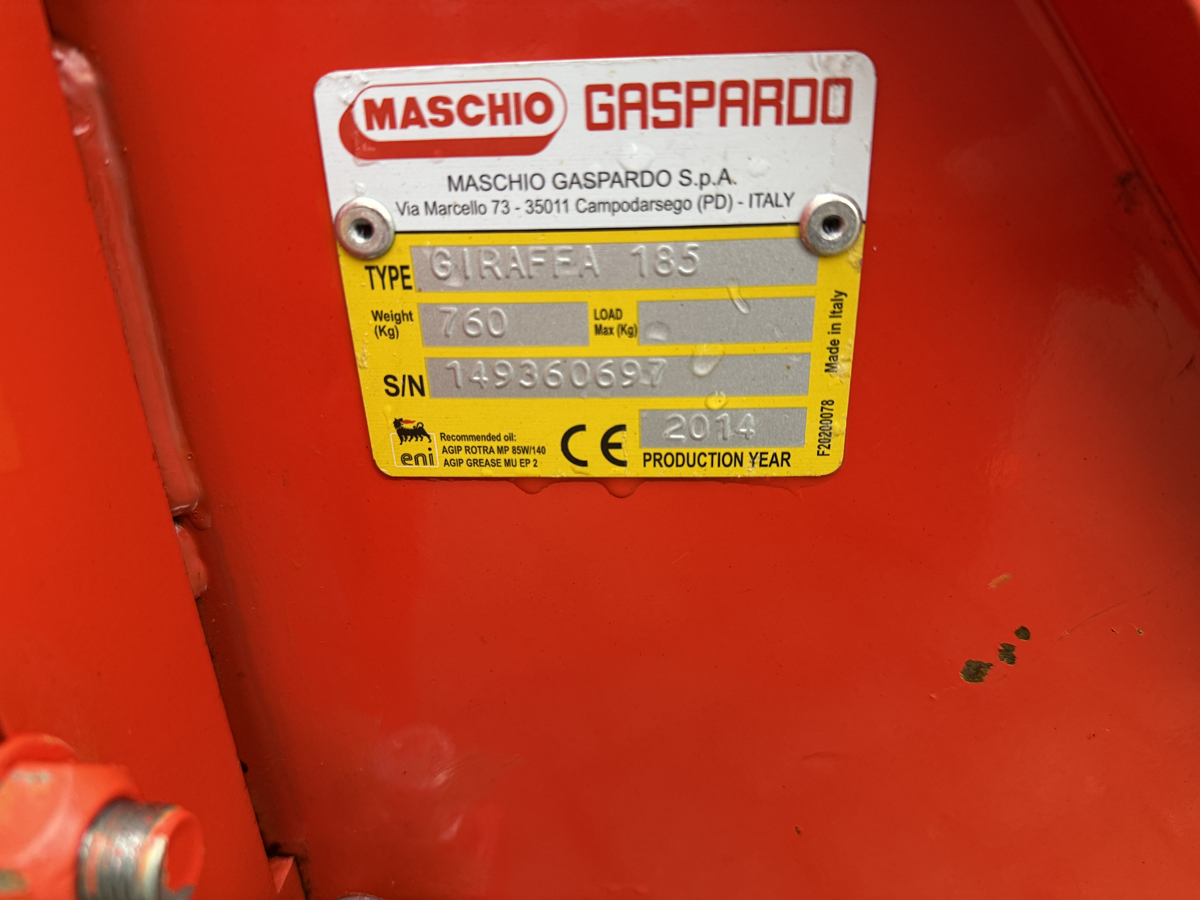 MASCHIO GASPARDO
MASCHIO GASPARDO S.p.A.
Via Marcello 73 - 35011 Campodarsego (PD) - ITALY
TYPE GIRAFFA 185
Weight (Kg) 760 LOAD Max (Kg)
S/N 149360697
Made in Italy
F20200078
eni
Recommended oil:
AGIP ROTRA MP 85W/140
AGIP GREASE MU EP 2
CE
2014
PRODUCTION YEAR